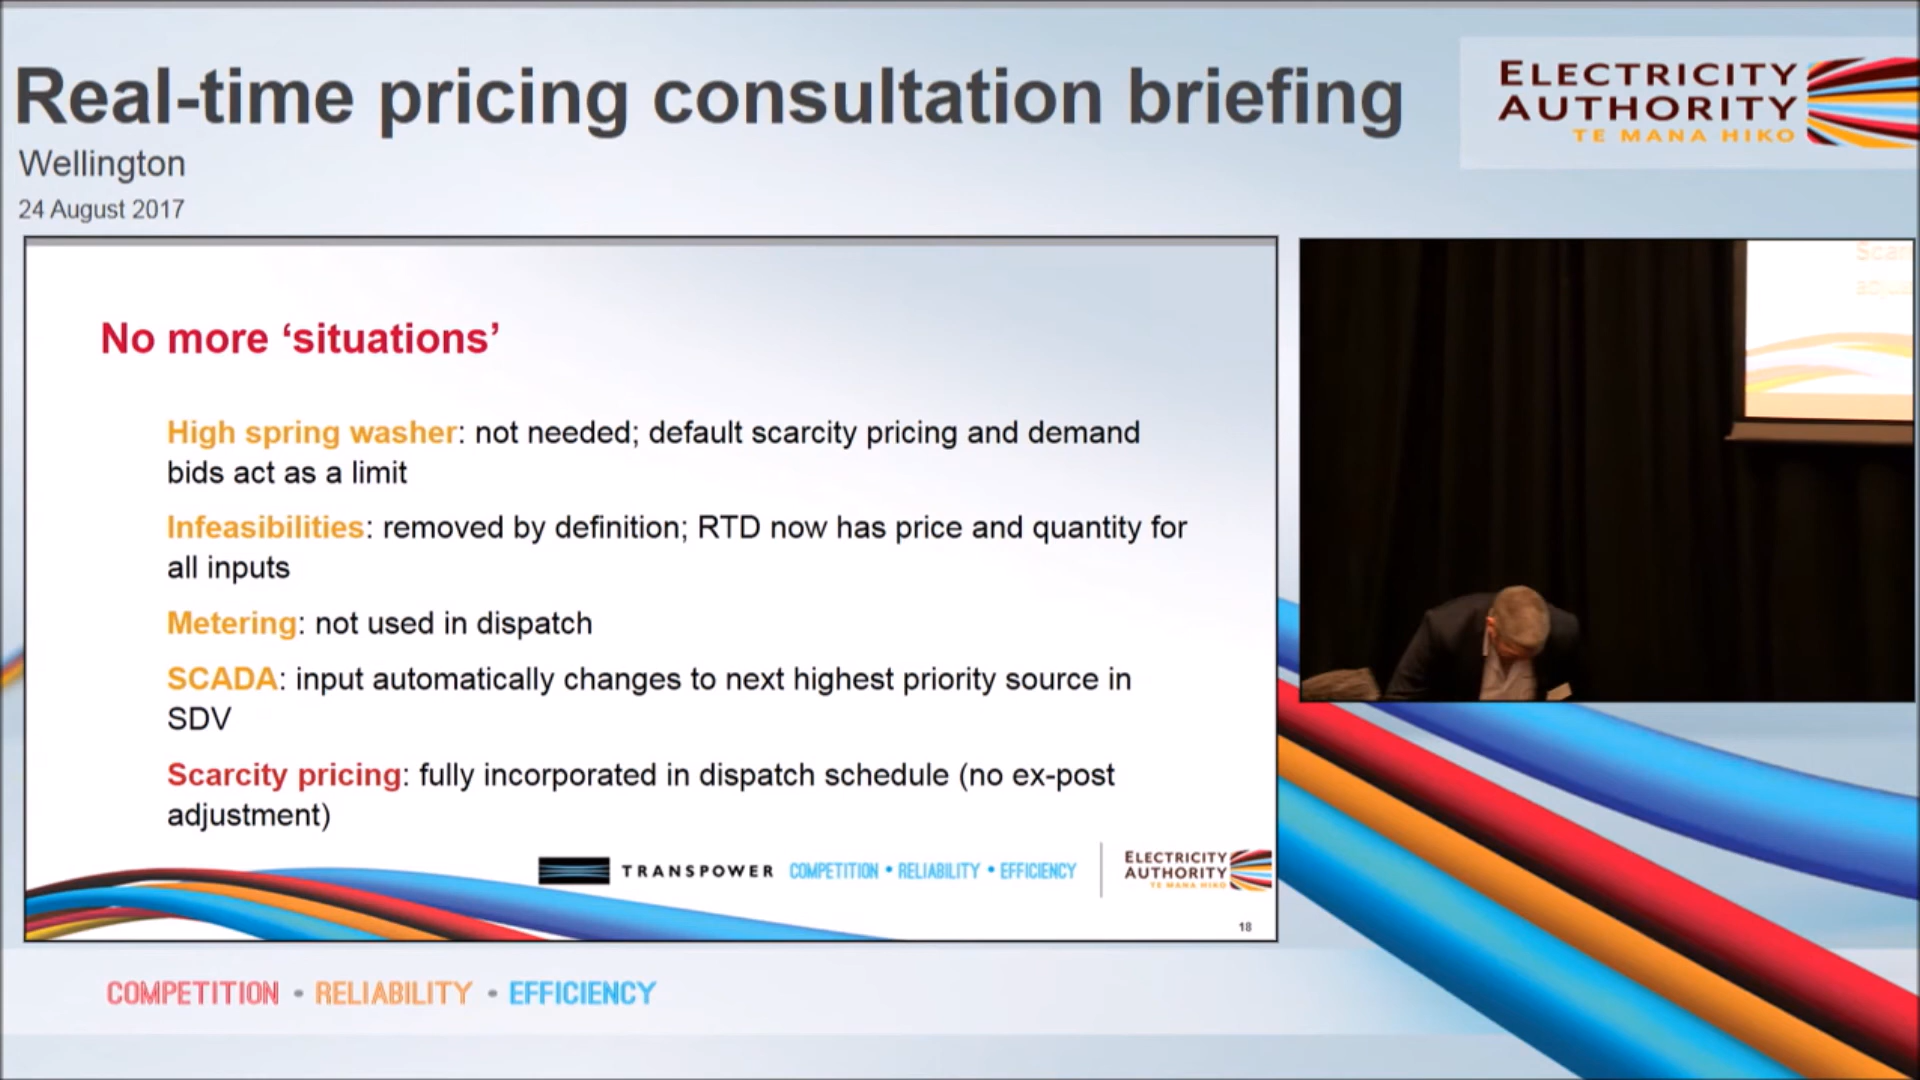 Real-time pricing consultation briefing
Wellington
24 August 2017
ELECTRICITY
AUTHORITY
TE MANA HIKO
No more ‘situations’
High spring washer: not needed; default scarcity pricing and demand
bids act as a limit
Infeasibilities: removed by definition; RTD now has price and quantity for
all inputs
Metering: not used in dispatch
SCADA: input automatically changes to next highest priority source in
SDV
Scarcity pricing: fully incorporated in dispatch schedule (no ex-post
adjustment)
TRANSPOWER COMPETITION • RELIABILITY • EFFICIENCY
ELECTRICITY
AUTHORITY
TE MANA HIKO
18
COMPETITION • RELIABILITY • EFFICIENCY